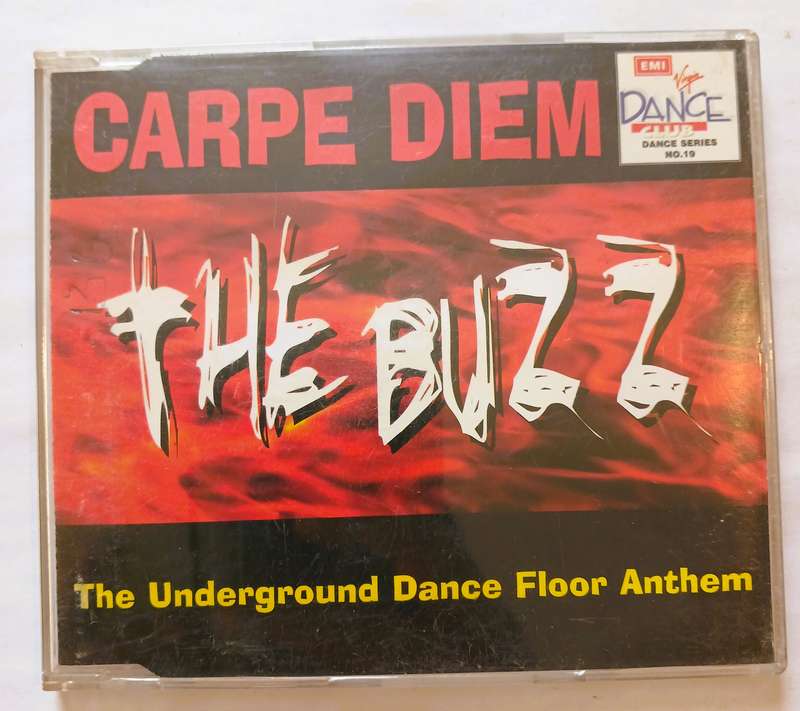 CARPE DIEM
EMI
Virgin
DANCE
CLUB
DANCE SERIES
NO.19
THE BUZZ
The Underground Dance Floor Anthem